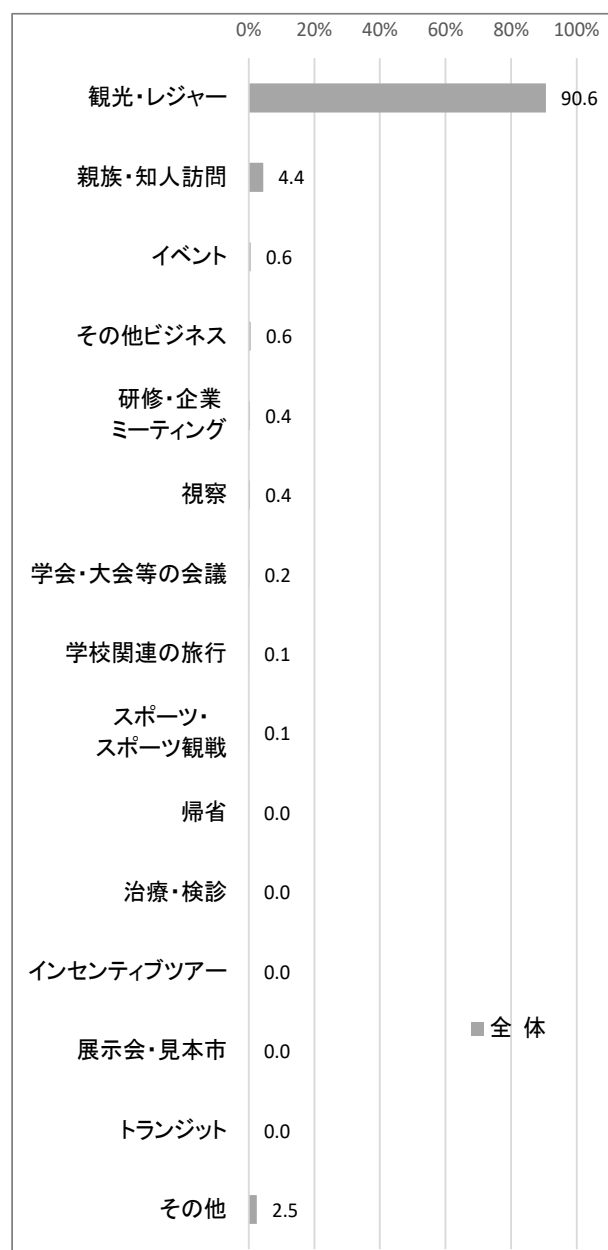 0% 20% 40% 60% 80% 100%
観光・レジャー 90.6
親族・知人訪問 4.4
イベント 0.6
その他ビジネス 0.6
研修・企業
ミーティング 0.4
視察 0.4
学会・大会等の会議 0.2
学校関連の旅行 0.1
スポーツ・
スポーツ観戦 0.1
帰省 0.0
治療・検診 0.0
インセンティブツアー 0.0
全 体
展示会・見本市 0.0
トランジット 0.0
その他 2.5